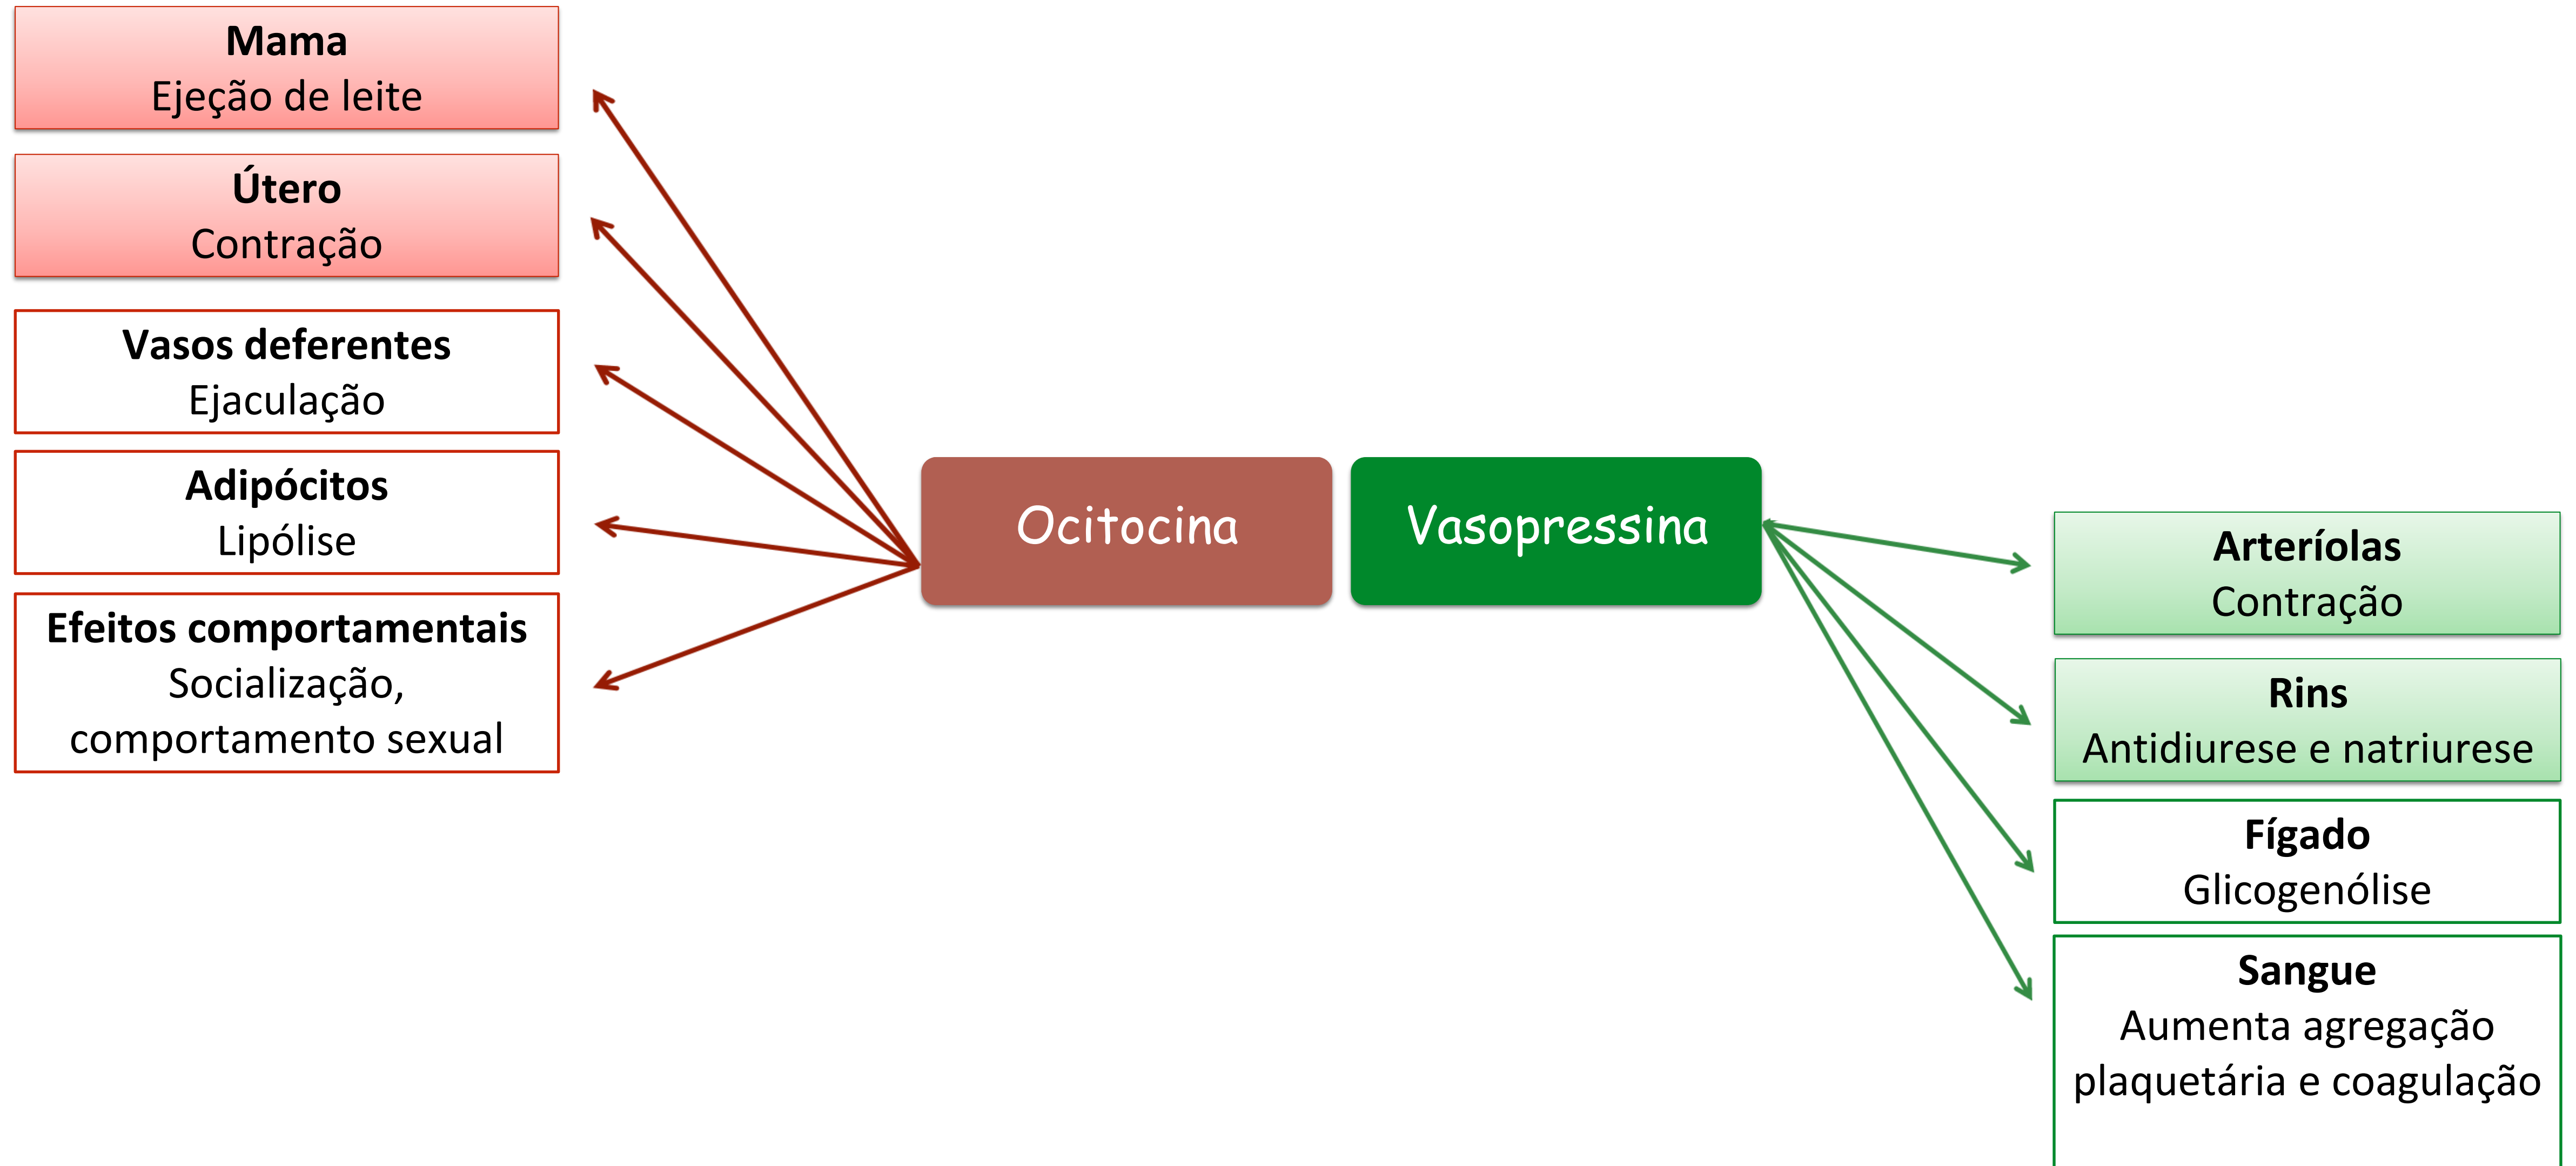 Mama
Ejeção de leite
Útero
Contração
Vasos deferentes
Ejaculação
Adipócitos
Lipólise
Efeitos comportamentais
Socialização,
comportamento sexual
Ocitocina
Vasopressina
Arteríolas
Contração
Rins
Antidiurese e natriurese
Fígado
Glicogenólise
Sangue
Aumenta agregação
plaquetária e coagulação